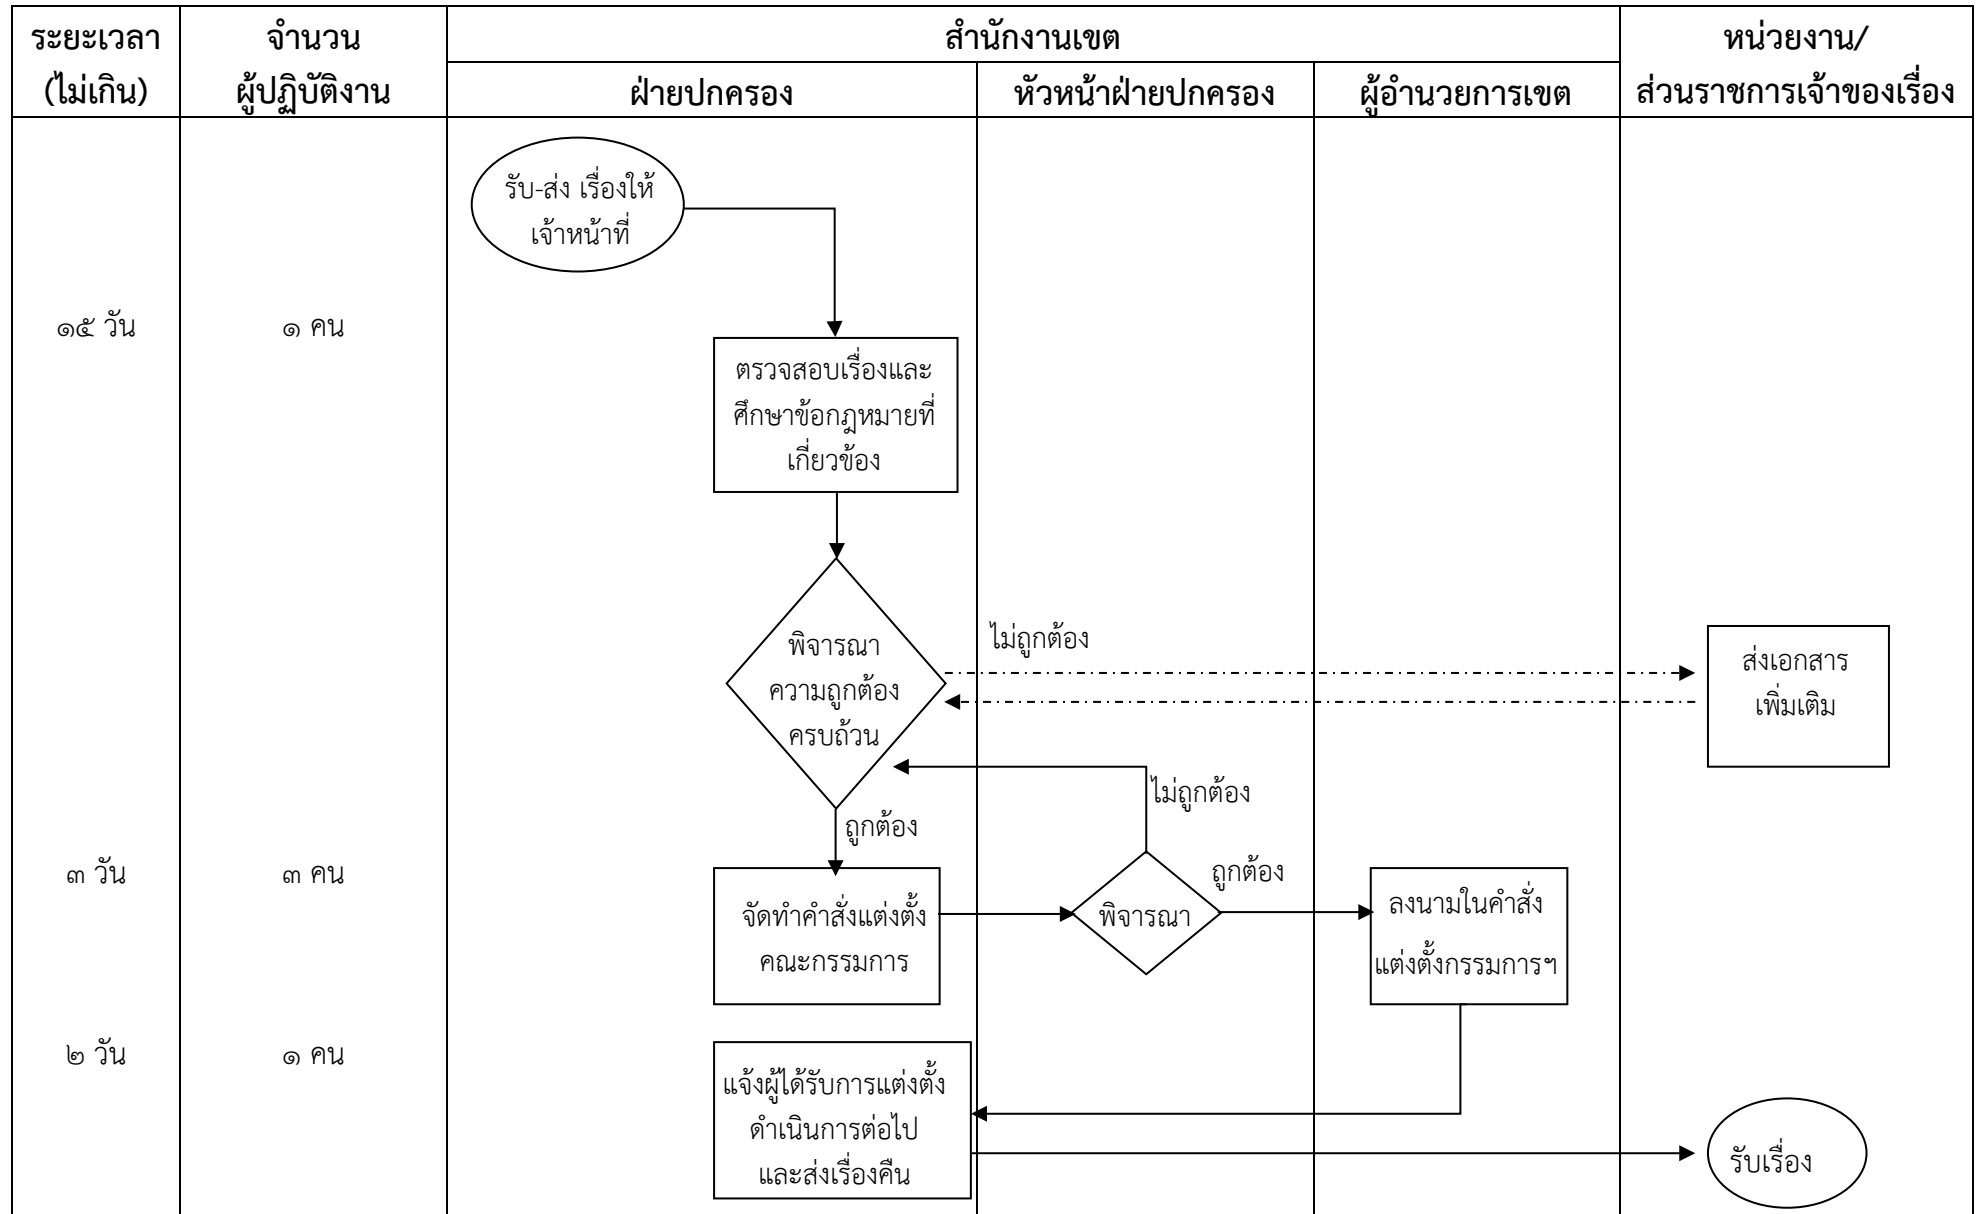 ระยะเวลา
(ไม่เกิน)
จำนวน
ผู้ปฏิบัติงาน
สำนักงานเขต
หน่วยงาน/
ส่วนราชการเจ้าของเรื่อง
ฝ่ายปกครอง
หัวหน้าฝ่ายปกครอง
ผู้อำนวยการเขต
รับ-ส่ง เรื่องให้
เจ้าหน้าที่
๑๕ วัน
๑ คน
ตรวจสอบเรื่องและ
ศึกษาข้อกฎหมายที่
เกี่ยวข้อง
พิจารณา
ความถูกต้อง
ครบถ้วน
ไม่ถูกต้อง
ส่งเอกสาร
เพิ่มเติม
ไม่ถูกต้อง
ถูกต้อง
๓ วัน
๓ คน
จัดทำคำสั่งแต่งตั้ง
คณะกรรมการ
พิจารณา
ถูกต้อง
ลงนามในคำสั่ง
แต่งตั้งกรรมการฯ
๒ วัน
๑ คน
แจ้งผู้ได้รับการแต่งตั้ง
ดำเนินการต่อไป
และส่งเรื่องคืน
รับเรื่อง